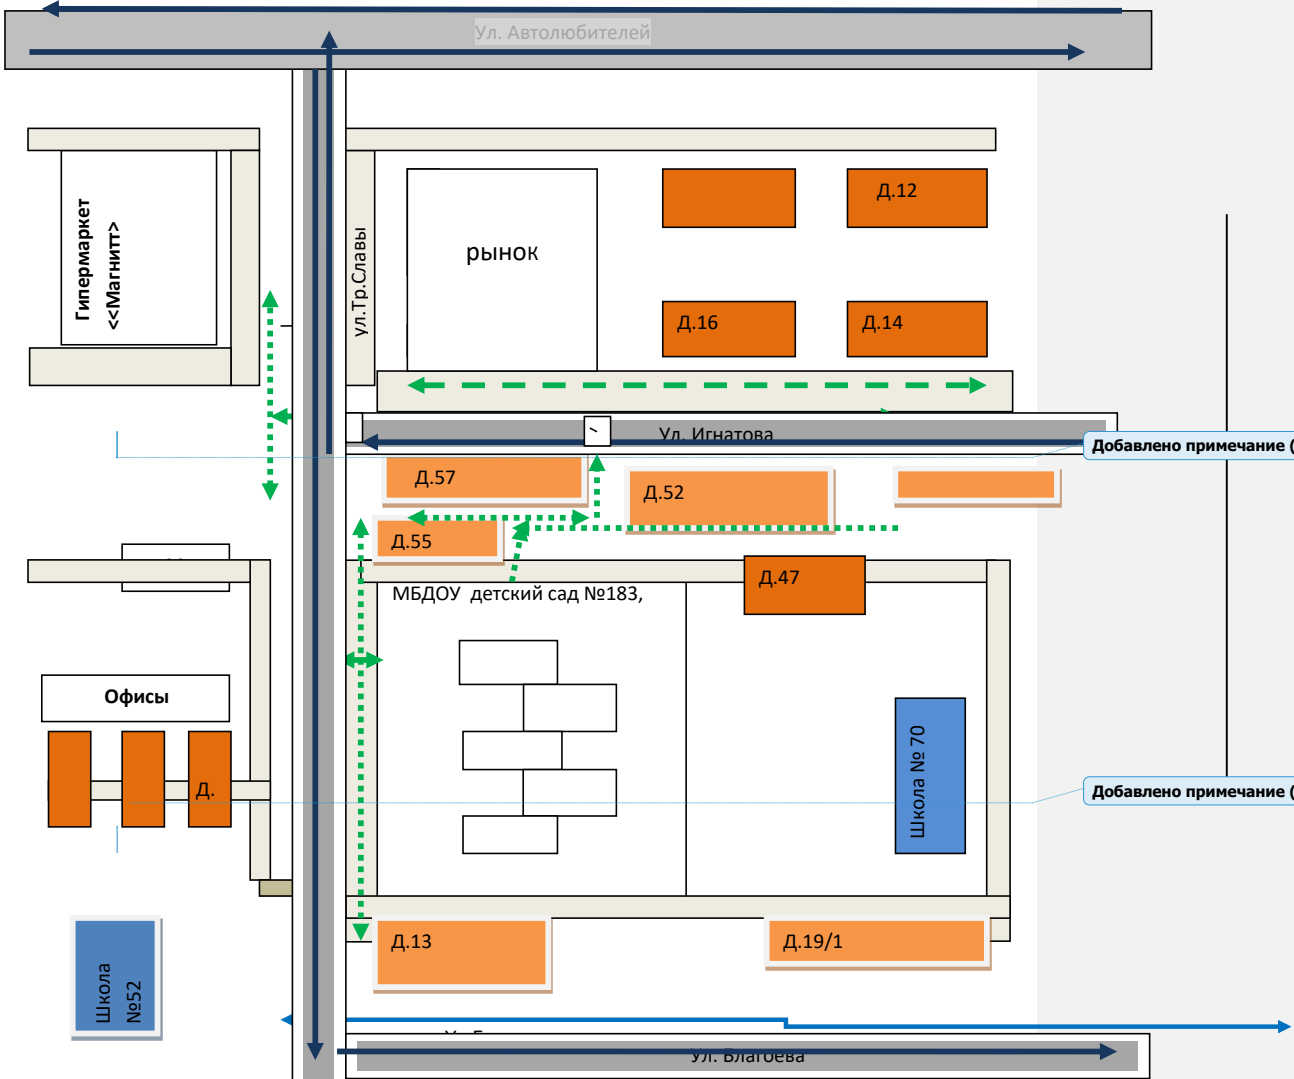 Ул. Автолюбителей
Гипермаркет
<<Магнитт>
ул.Тр.Славы
рынок
Д.12
Д.16
Д.14
Ул. Игнатова
Добавлено примечание (
Д.57
Д.52
Д.55
Д.47
МБДОУ детский сад №183,
Офисы
Д.
Школа № 70
Добавлено примечание (
Д.13
Д.19/1
Школа
№52
Ул. Благоева